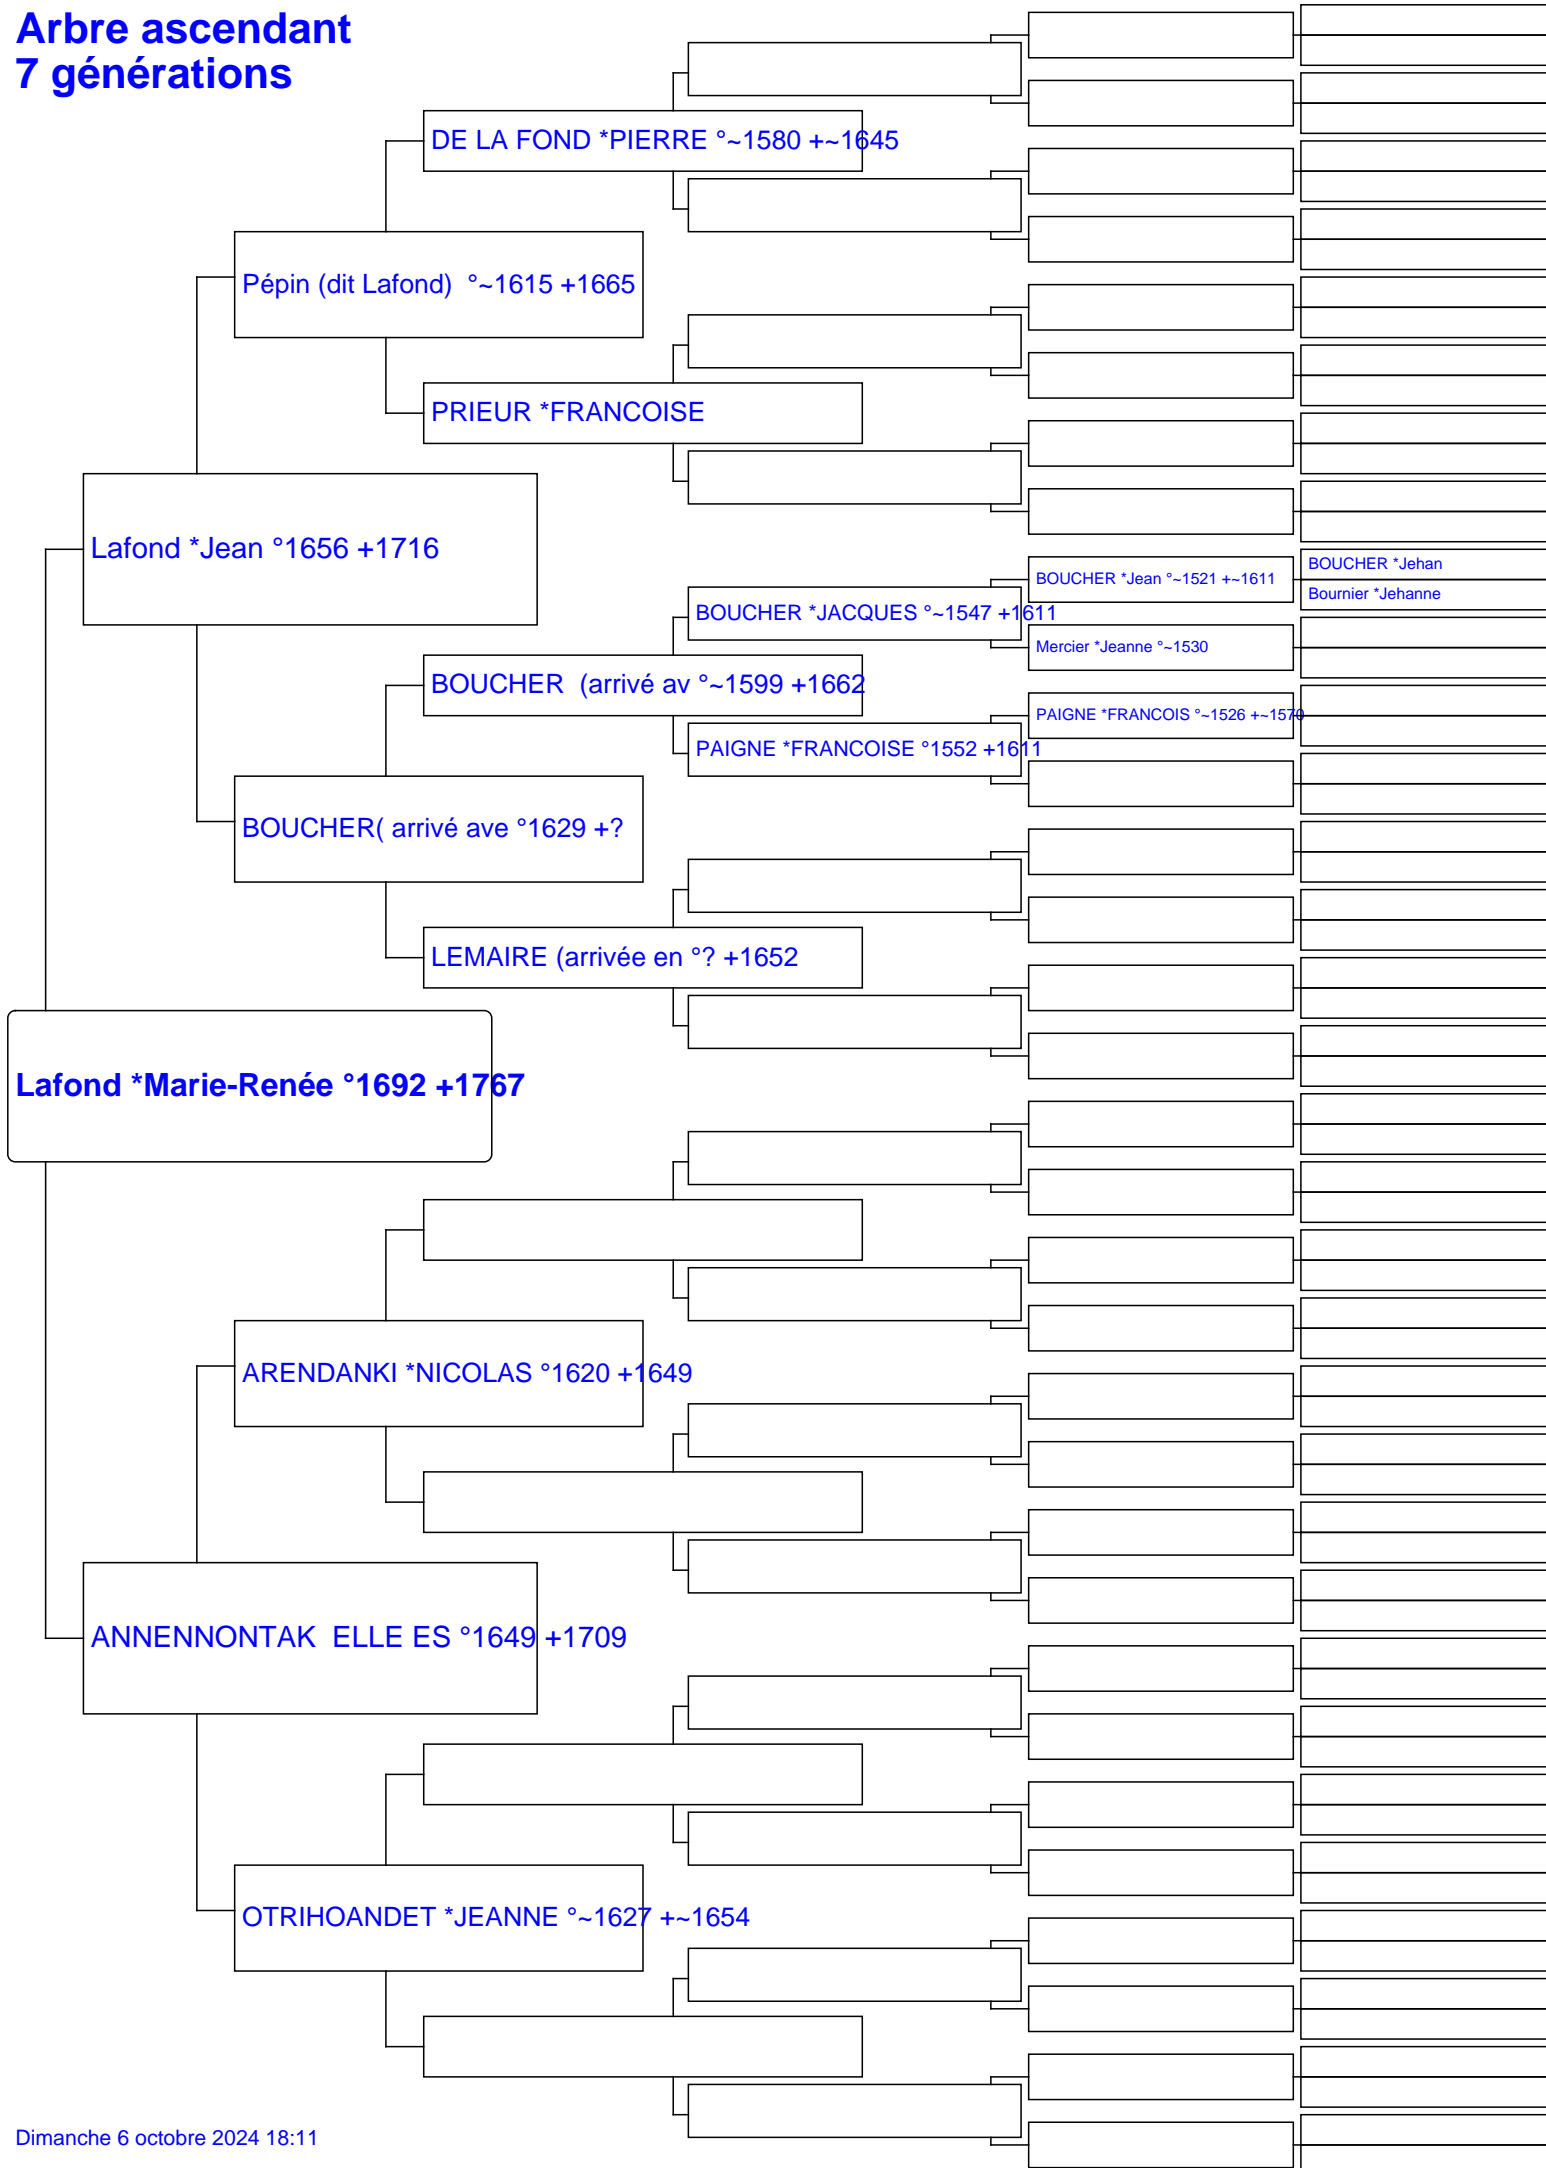 Arbre ascendant
7 générations
DE LA FOND *PIERRE °~1580 +~1645
Pépin (dit Lafond)  °~1615 +1665
PRIEUR *FRANCOISE
Lafond *Jean °1656 +1716
BOUCHER *Jehan
BOUCHER *Jean °~1521 +~1611
Bournier *Jehanne
BOUCHER *JACQUES °~1547 +1611
Mercier *Jeanne °~1530
BOUCHER  (arrivé av °~1599 +1662
PAIGNE *FRANCOIS °~1526 +~1570
PAIGNE *FRANCOISE °1552 +1611
BOUCHER( arrivé ave °1629 +?
LEMAIRE (arrivée en °? +1652
Lafond *Marie-Renée °1692 +1767
ARENDANKI *NICOLAS °1620 +1649
ANNENNONTAK  ELLE ES °1649 +1709
OTRIHOANDET *JEANNE °~1627 +~1654
Dimanche 6 octobre 2024 18:11